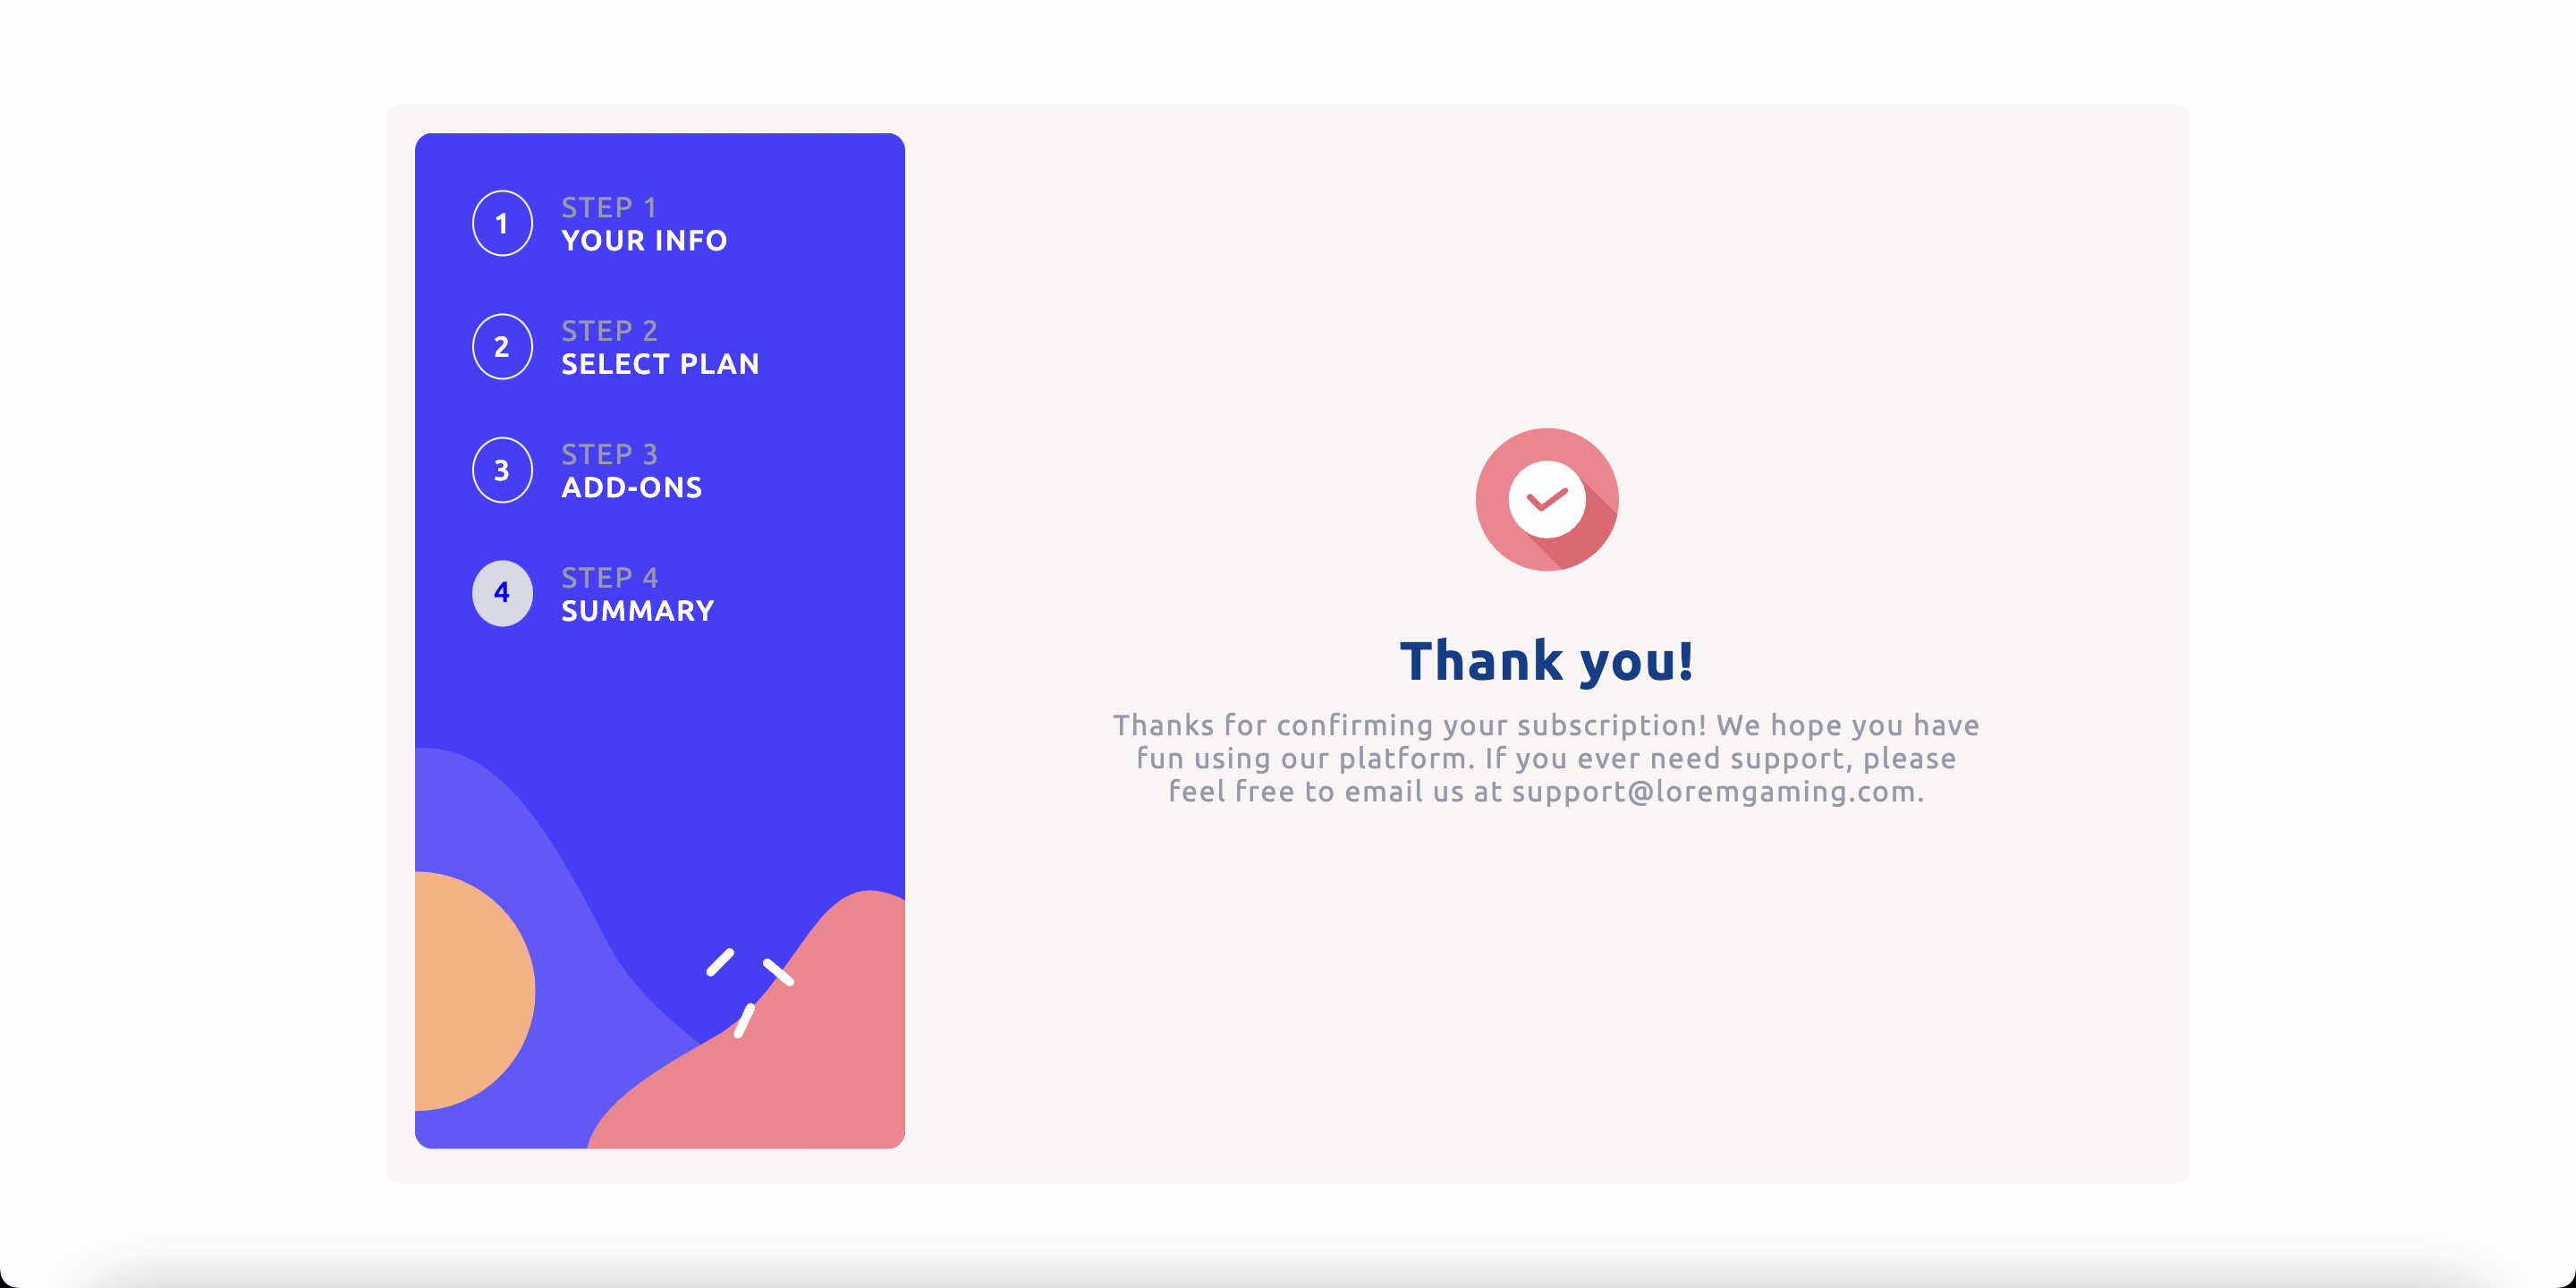 1
STEP 1
YOUR INFO
2
STEP 2
SELECT PLAN
3
STEP 3
ADD-ONS
4
STEP 4
SUMMARY
Thank you!
Thanks for confirming your subscription! We hope you have
fun using our platform. If you ever need support, please
feel free to email us at support@loremgaming.com.